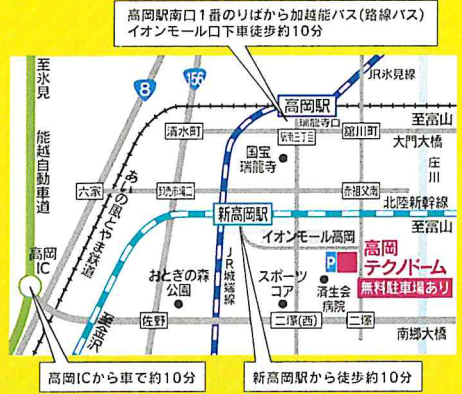 高岡駅南口1番のりばから加越能バス(路線バス)
イオンモール口下車徒歩約10分
至氷見
8
156
JR氷見線
高岡駅
瑞龍寺口
至富山
能越自動車道
清水町
駅南三丁目
舘川町
大門大橋
国宝
瑞龍寺
庄川
あいの風とやま鉄道
六家
赤祖父南
北陸新幹線
新高岡駅
至富山
イオンモール高岡
高岡
IC
JR城端線
P
高岡
テクノドーム
無料駐車場あり
おとぎの森
公園
スポーツ
コア
済生会
病院
至金沢
佐野
二塚(西)
二塚
南郷大橋
高岡ICから車で約10分
新高岡駅から徒歩約10分